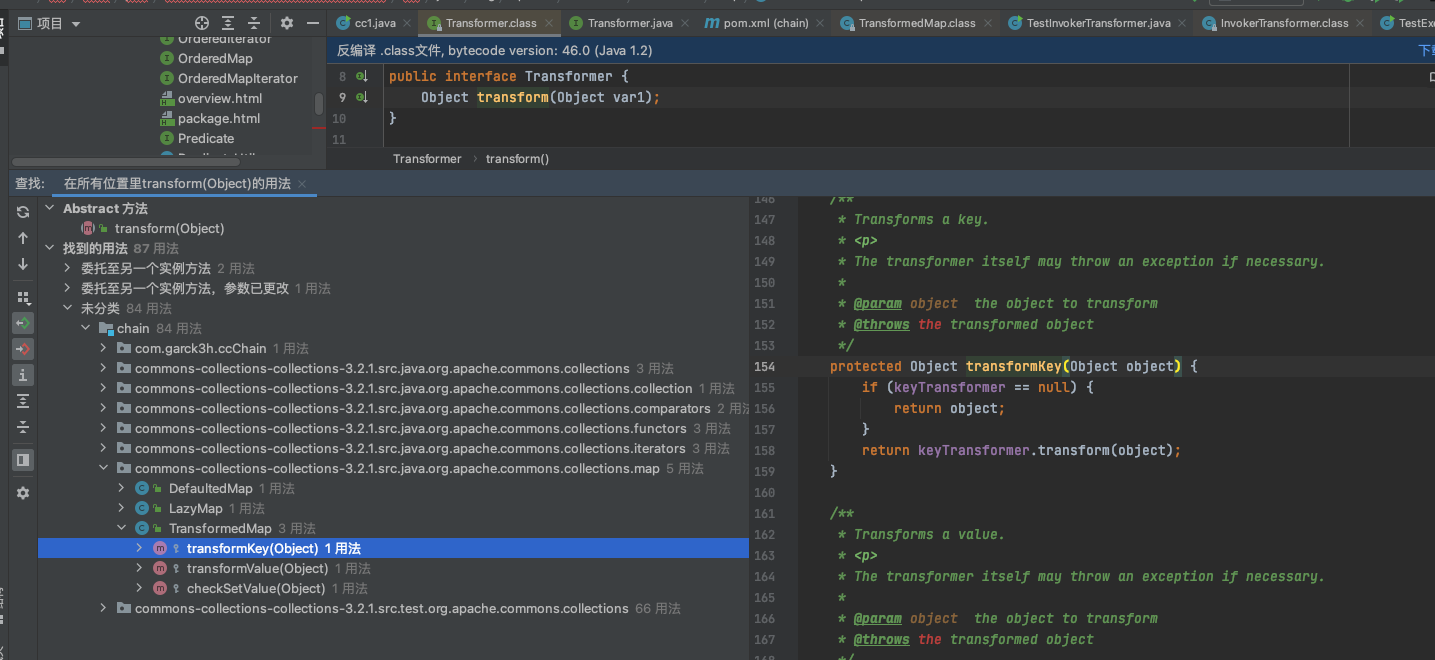 项目
cc1.java
Transformer.class
Transformer.java
pom.xml (chain)
TransformedMap.class
TestInvokerTransformer.java
InvokerTransformer.class
OrderedIterator
OrderedMap
OrderedMapIterator
overview.html
package.html
Predicate
反编译 .class文件, bytecode version: 46.0 (Java 1.2)
8 public interface Transformer {
9 Object transform(Object var1);
10 }
11
Transformer › transform()
查找:
在所有位置里transform(Object)的用法
Abstract 方法
transform(Object)
找到的用法 87 用法
委托至另一个实例方法 2 用法
委托至另一个实例方法，参数已更改 1 用法
未分类 84 用法
chain 84 用法
com.garck3h.ccChain 1 用法
commons-collections-collections-3.2.1.src.java.org.apache.commons.collections 3 用法
commons-collections-collections-3.2.1.src.java.org.apache.commons.collections.collection 1 用法
commons-collections-collections-3.2.1.src.java.org.apache.commons.collections.comparators 2 用法
commons-collections-collections-3.2.1.src.java.org.apache.commons.collections.functors 3 用法
commons-collections-collections-3.2.1.src.java.org.apache.commons.collections.iterators 3 用法
commons-collections-collections-3.2.1.src.java.org.apache.commons.collections.map 5 用法
DefaultedMap 1 用法
LazyMap 1 用法
TransformedMap 3 用法
transformKey(Object) 1 用法
transformValue(Object) 1 用法
checkSetValue(Object) 1 用法
commons-collections-collections-3.2.1.src.test.org.apache.commons.collections 66 用法
146 /**
147 * Transforms a key.
148 * <p>
149 * The transformer itself may throw an exception if necessary.
150 *
151 * @param object  the object to transform
152 * @throws the transformed object
153 */
154 protected Object transformKey(Object object) {
155 if (keyTransformer == null) {
156 return object;
157 }
158 return keyTransformer.transform(object);
159 }
160
161 /**
162 * Transforms a value.
163 * <p>
164 * The transformer itself may throw an exception if necessary.
165 *
166 * @param object  the object to transform
167 * @throws the transformed object
168 */